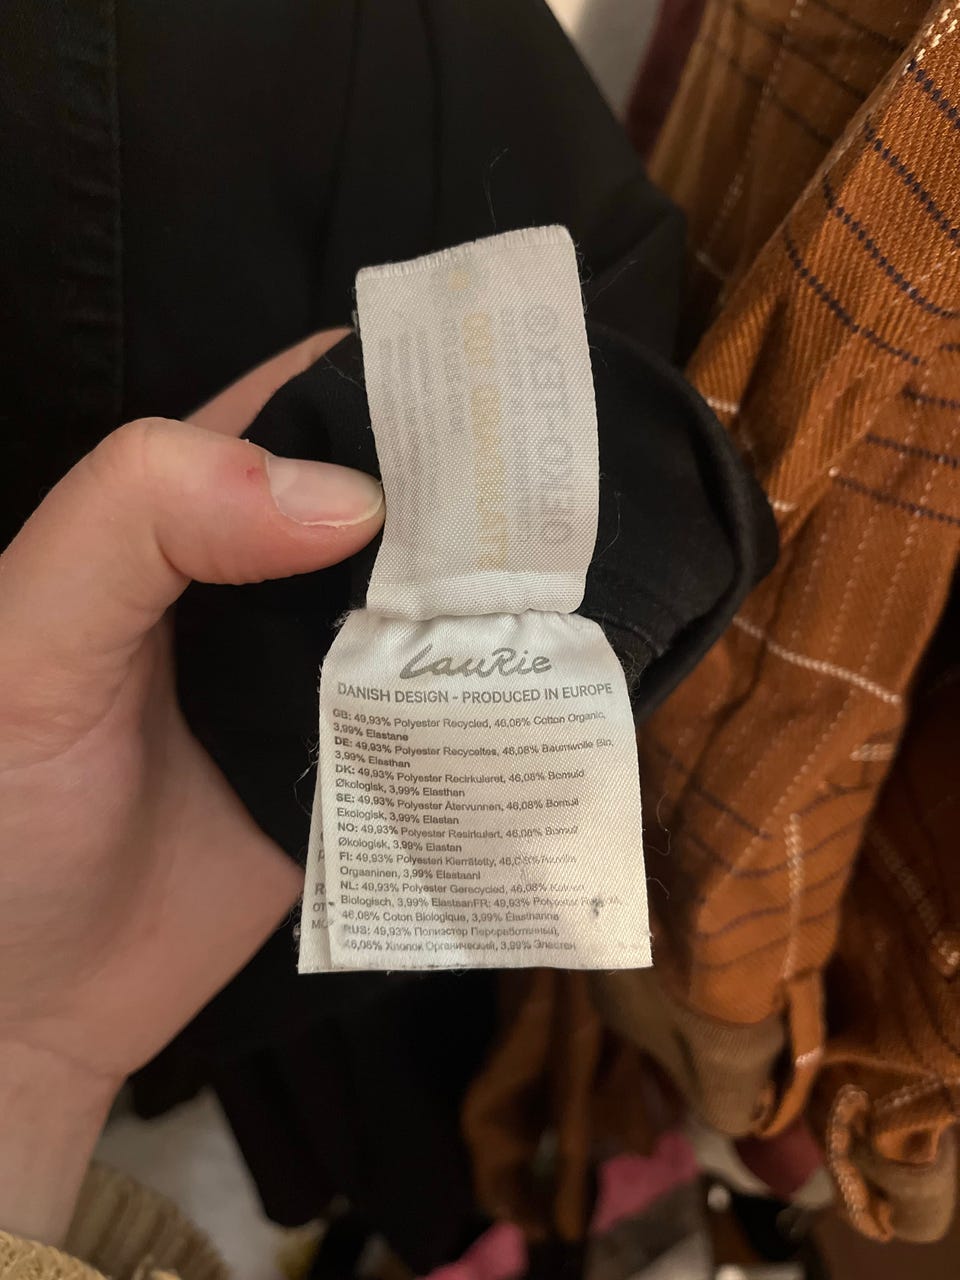 OEKO-TEX®
LauRie
DANISH DESIGN - PRODUCED IN EUROPE
GB: 49,93% Polyester Recycled, 46,08% Cotton Organic,
3,99% Elastane
DE: 49,93% Polyester Recyceltes, 46,08% Baumwolle Bio,
3,99% Elasthan
DK: 49,93% Polyester Recirkuleret, 46,08% Bomuld
Økologisk, 3,99% Elasthan
SE: 49,93% Polyester Återvunnen, 46,08% Bomull
Ekologisk, 3,99% Elastan
NO: 49,93% Polyester Resirkulert, 46,08% Bomull
Økologisk, 3,99% Elastan
FI: 49,93% Polyesteri Kierrätetty, 46,08% Puuvilla
Orgaaninen, 3,99% Elastaani
NL: 49,93% Polyester Gerecycled, 46,08% Katoen
Biologisch, 3,99% ElastaanFR: 49,93% Polyester
46,08% Coton Biologique, 3,99% Élasthanne
RUS: 49,93% Полиэстер Переработанный,
46,08% Хлопок Органический, 3,99% Эластан